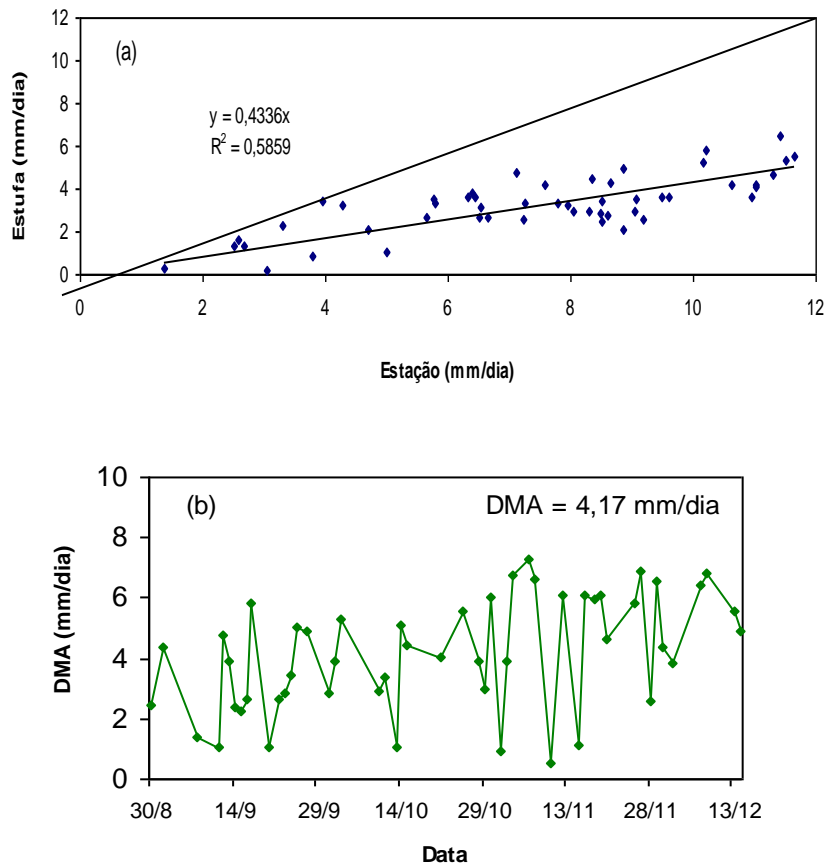 (a)
y = 0,4336x
R² = 0,5859
Estufa (mm/dia)
12
10
8
6
4
2
0
0 2 4 6 8 10 12
Estação (mm/dia)
(b)
DMA = 4,17 mm/dia
DMA (mm/dia)
10
8
6
4
2
0
30/8 14/9 29/9 14/10 29/10 13/11 28/11 13/12
Data